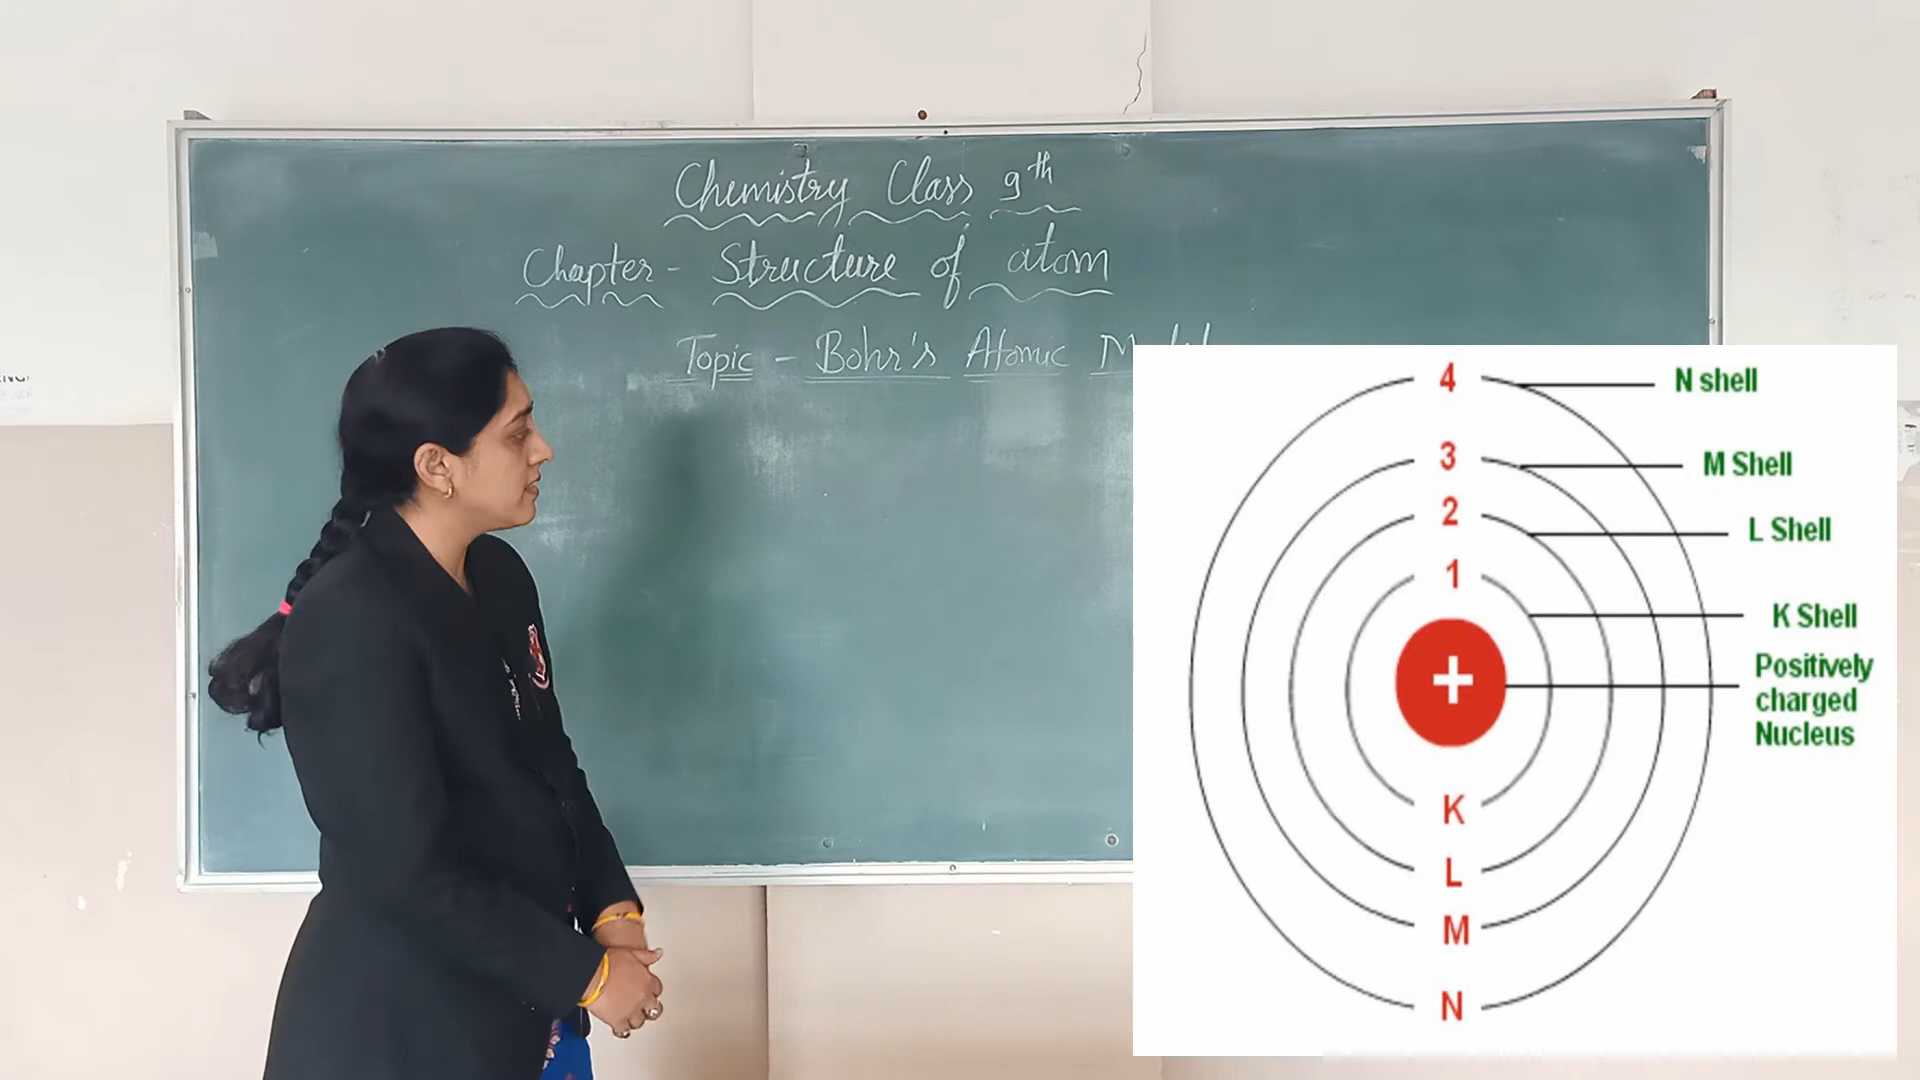 Chemistry Class 9th
Chapter - Structure of atom
Topic - Bohr's Atomic
4
N shell
3
M Shell
2
L Shell
1
K Shell
Positively
charged
Nucleus
+
K
L
M
N